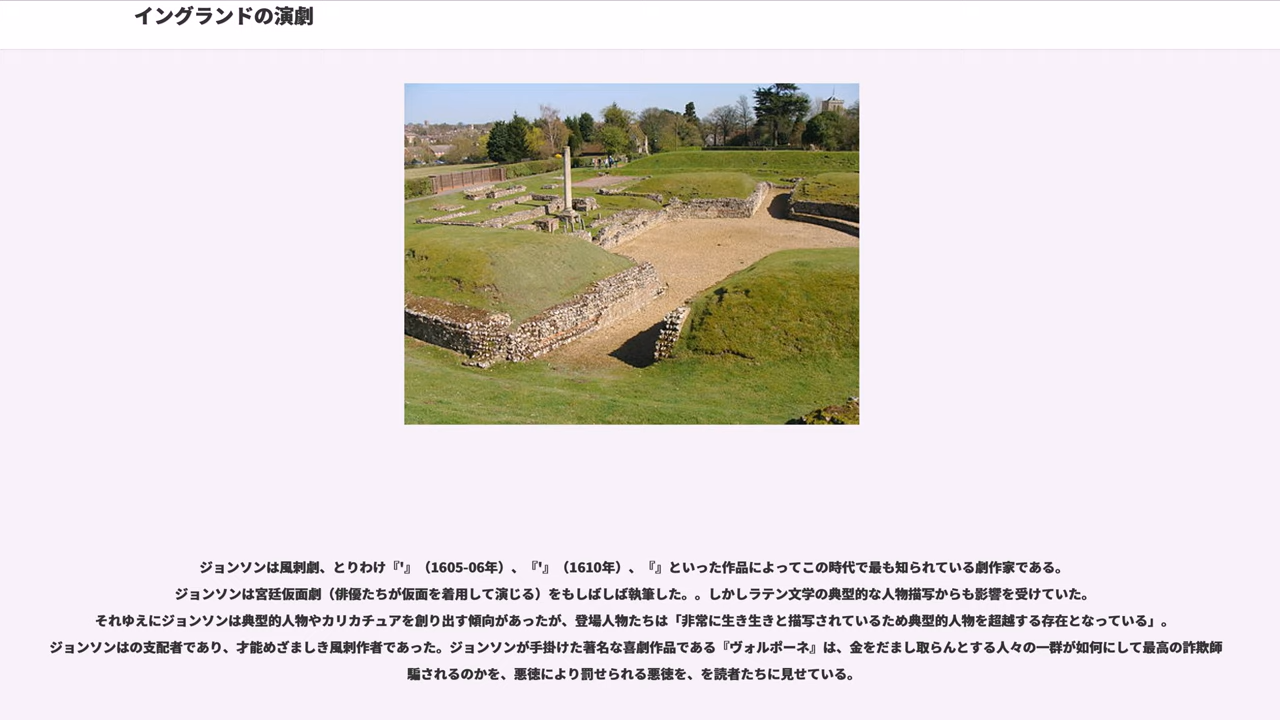 イングランドの演劇
ジョンソンは風刺劇、とりわけ『'』（1605-06年）、『'』（1610年）、『』といった作品によってこの時代で最も知られている劇作家である。
ジョンソンは宮廷仮面劇（俳優たちが仮面を着用して演じる）をもしばしば執筆した。。しかしラテン文学の典型的な人物描写からも影響を受けていた。
それゆえにジョンソンは典型的人物やカリカチュアを創り出す傾向があったが、登場人物たちは「非常に生き生きと描写されているため典型的人物を超越する存在となっている」。
ジョンソンはの支配者であり、才能めざましき風刺作者であった。ジョンソンが手掛けた著名な喜劇作品である『ヴォルポーネ』は、金をだまし取らんとする人々の一群が如何にして最高の詐欺師
騙されるのかを、悪徳により罰せられる悪徳を、を読者たちに見せている。